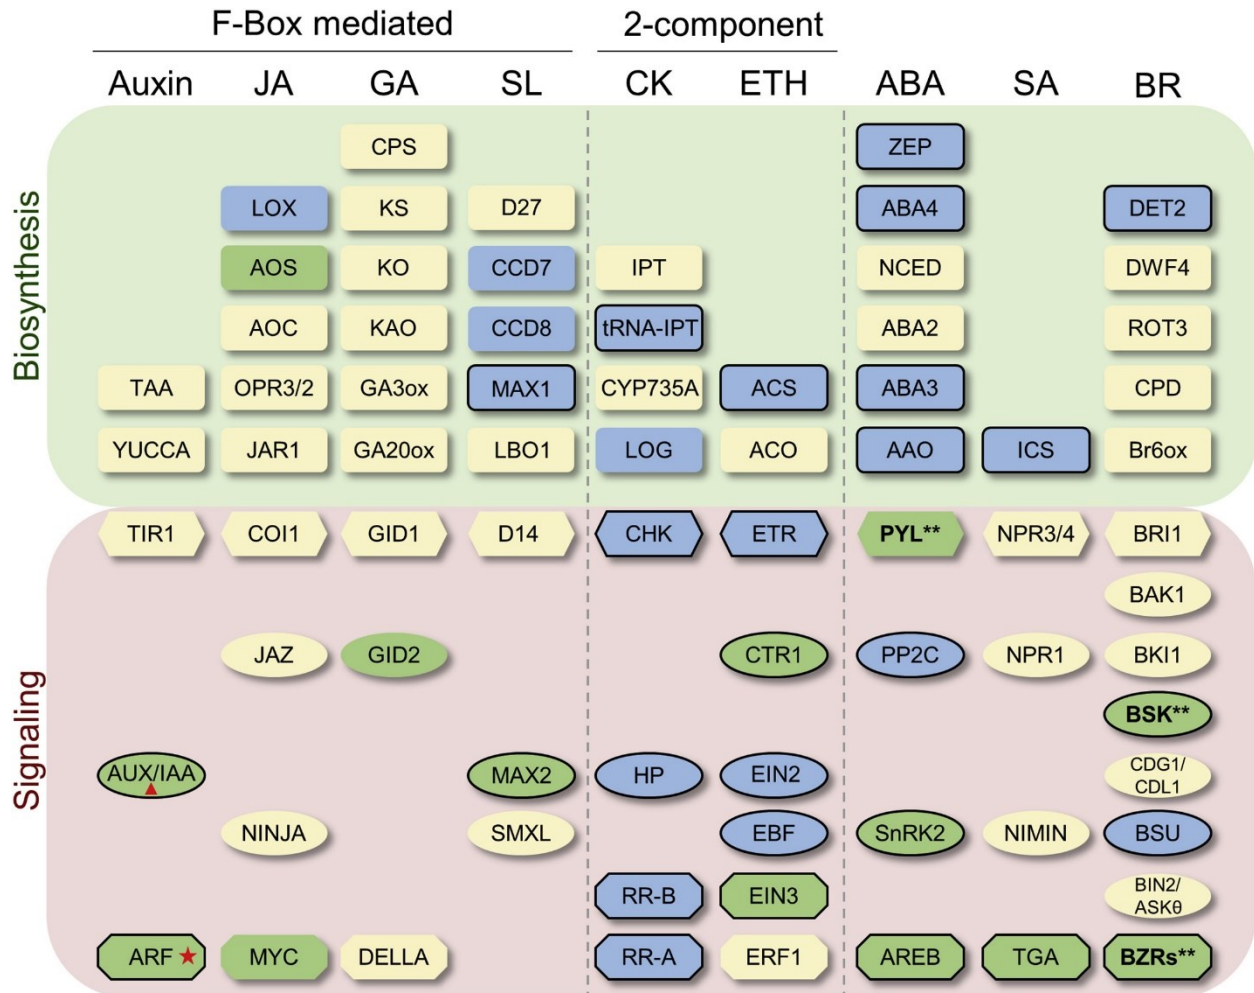 F-Box mediated 2-component
Auxin JA GA SL CK ETH ABA SA BR
Biosynthesis
CPS ZEP
LOX KS D27 ABA4 DET2
AOS KO CCD7 IPT NCED DWF4
AOC KAO CCD8 tRNA-IPT ABA2 ROT3
TAA OPR3/2 GA3ox MAX1 CYP735A ACS ABA3 CPD
YUCCA JAR1 GA20ox LBO1 LOG ACO AAO ICS Br6ox
Signaling
TIR1 COI1 GID1 D14 CHK ETR PYL** NPR3/4 BRI1
BAK1
JAZ GID2 CTR1 PP2C NPR1 BKI1
BSK**
AUX/IAA MAX2 HP EIN2 CDG1/
CDL1
NINJA SMXL EBF SnRK2 NIMIN BSU
RR-B EIN3 BIN2/
ASKθ
ARF MYC DELLA RR-A ERF1 AREB TGA BZRs**